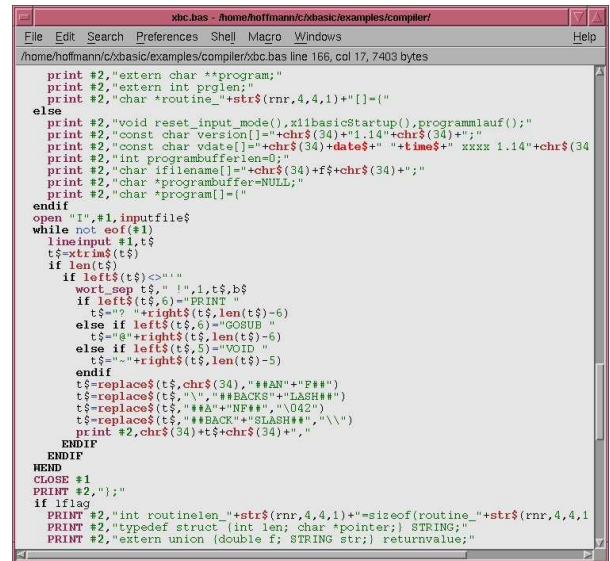 xbc.bas - /home/hoffmann/c/xbasic/examples/compiler/
File Edit Search Preferences Shell Macro Windows Help
/home/hoffmann/c/xbasic/examples/compiler/xbc.bas line 166, col 17, 7403 bytes
print #2,"extern char **program;"
print #2,"extern int prglen;"
print #2,"char *routine_"+str$(rnr,4,4,1)+"[]={"
else
print #2,"void reset_input_mode(),x11basicStartup(),programmlauf();"
print #2,"const char version[]="+chr$(34)+"1.14"+chr$(34)+";"
print #2,"const char vdate[]="+chr$(34)+date$+" "+time$+" xxxx 1.14"+chr$(34
print #2,"int programbufferlen=0;"
print #2,"char ifilename[]="+chr$(34)+f$+chr$(34)+";"
print #2,"char *programbuffer=NULL;"
print #2,"char *program[]={"
endif
open "I",#1,inputfile$
while not eof(#1)
lineinput #1,t$
t$=xtrim$(t$)
if len(t$)
if left$(t$)<>"'"
wort_sep t$," !",1,t$,b$
if left$(t$,6)="PRINT "
t$="? "+right$(t$,len(t$)-6)
else if left$(t$,6)="GOSUB "
t$="@"+right$(t$,len(t$)-6)
else if left$(t$,5)="VOID "
t$="~"+right$(t$,len(t$)-5)
endif
t$=replace$(t$,chr$(34),"##AN"+"F##")
t$=replace$(t$,"\","##BACKS"+"LASH##")
t$=replace$(t$,"##A"+"NF##","\042")
t$=replace$(t$,"##BACK"+"SLASH##","\\")
print #2,chr$(34)+t$+chr$(34)+","
ENDIF
ENDIF
WEND
CLOSE #1
PRINT #2,"};"
if lflag
PRINT #2,"int routinelen_"+str$(rnr,4,4,1)+"=sizeof(routine_"+str$(rnr,4,4,1
PRINT #2,"typedef struct {int len; char *pointer;} STRING;"
PRINT #2,"extern union {double f; STRING str;} returnvalue;"